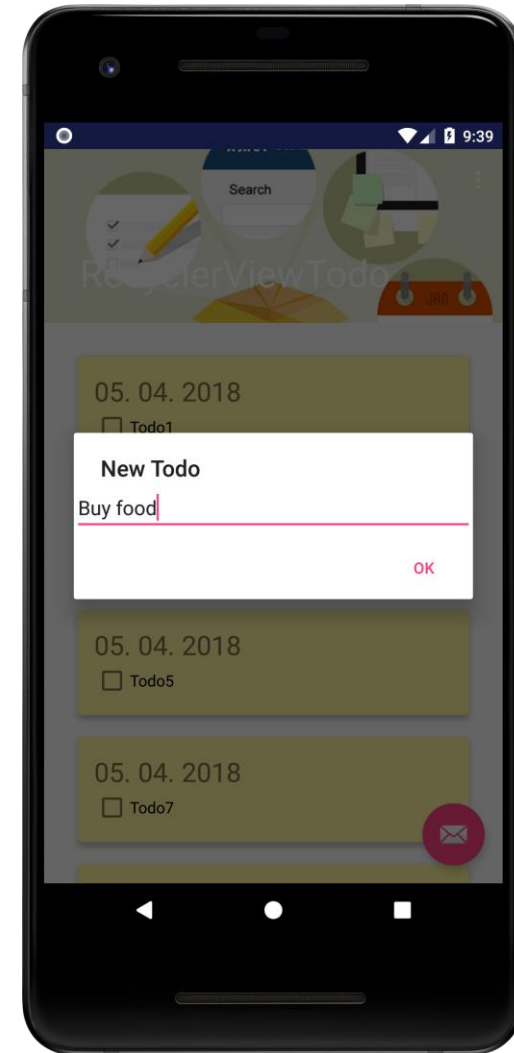 9:39
Search
RecyclerViewTodo
JAN
05. 04. 2018
Todo1
New Todo
Buy food
OK
05. 04. 2018
Todo5
05. 04. 2018
Todo7